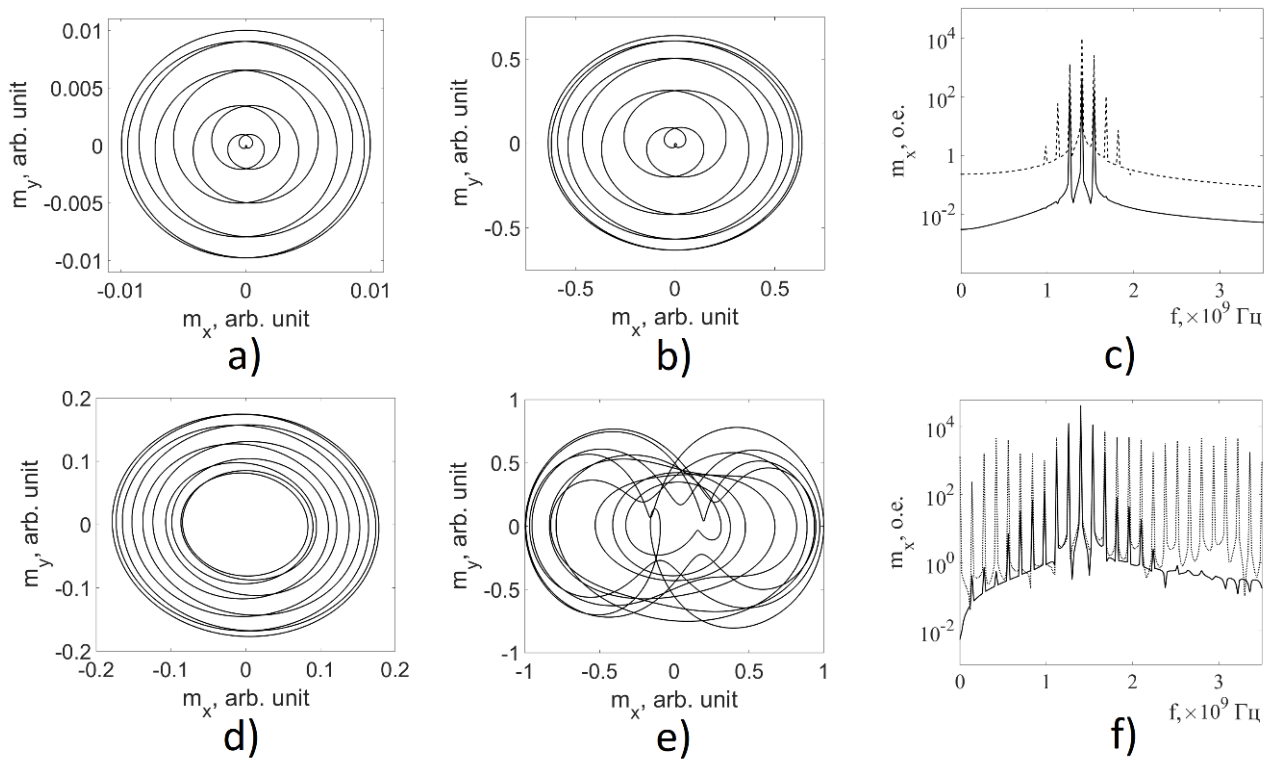 0.01
0.005
0
-0.005
-0.01
-0.01 0 0.01
m_y, arb. unit
m_x, arb. unit
a)
0.5
0
-0.5
-0.5 0 0.5
m_y, arb. unit
m_x, arb. unit
b)
10^4
10^2
1
10^-2
0 1 2 3
m_x, o.e.
f,×10^9 Гц
c)
0.2
0.1
0
-0.1
-0.2
-0.2 -0.1 0 0.1 0.2
m_y, arb. unit
m_x, arb. unit
d)
1
0.5
0
-0.5
-1
-1 -0.5 0 0.5 1
m_y, arb. unit
m_x, arb. unit
e)
10^4
10^2
10^0
10^-2
0 1 2 3
m_x, o.e.
f,×10^9 Гц
f)